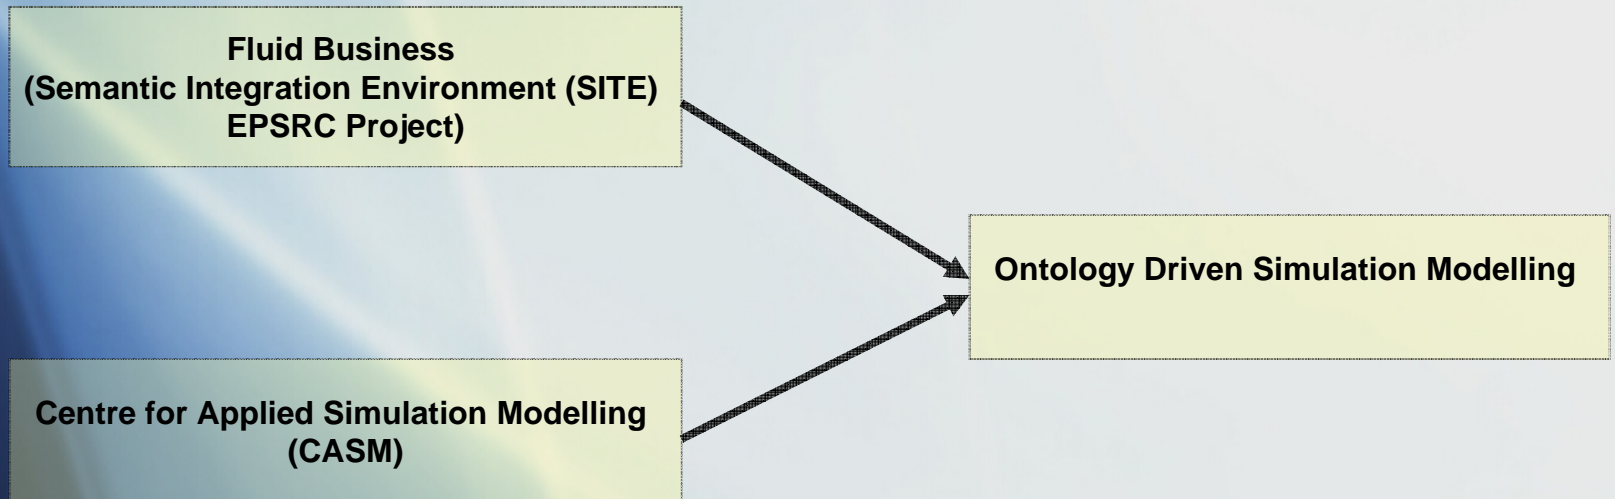 Fluid Business
(Semantic Integration Environment (SITE)
EPSRC Project)
Ontology Driven Simulation Modelling
Centre for Applied Simulation Modelling
(CASM)